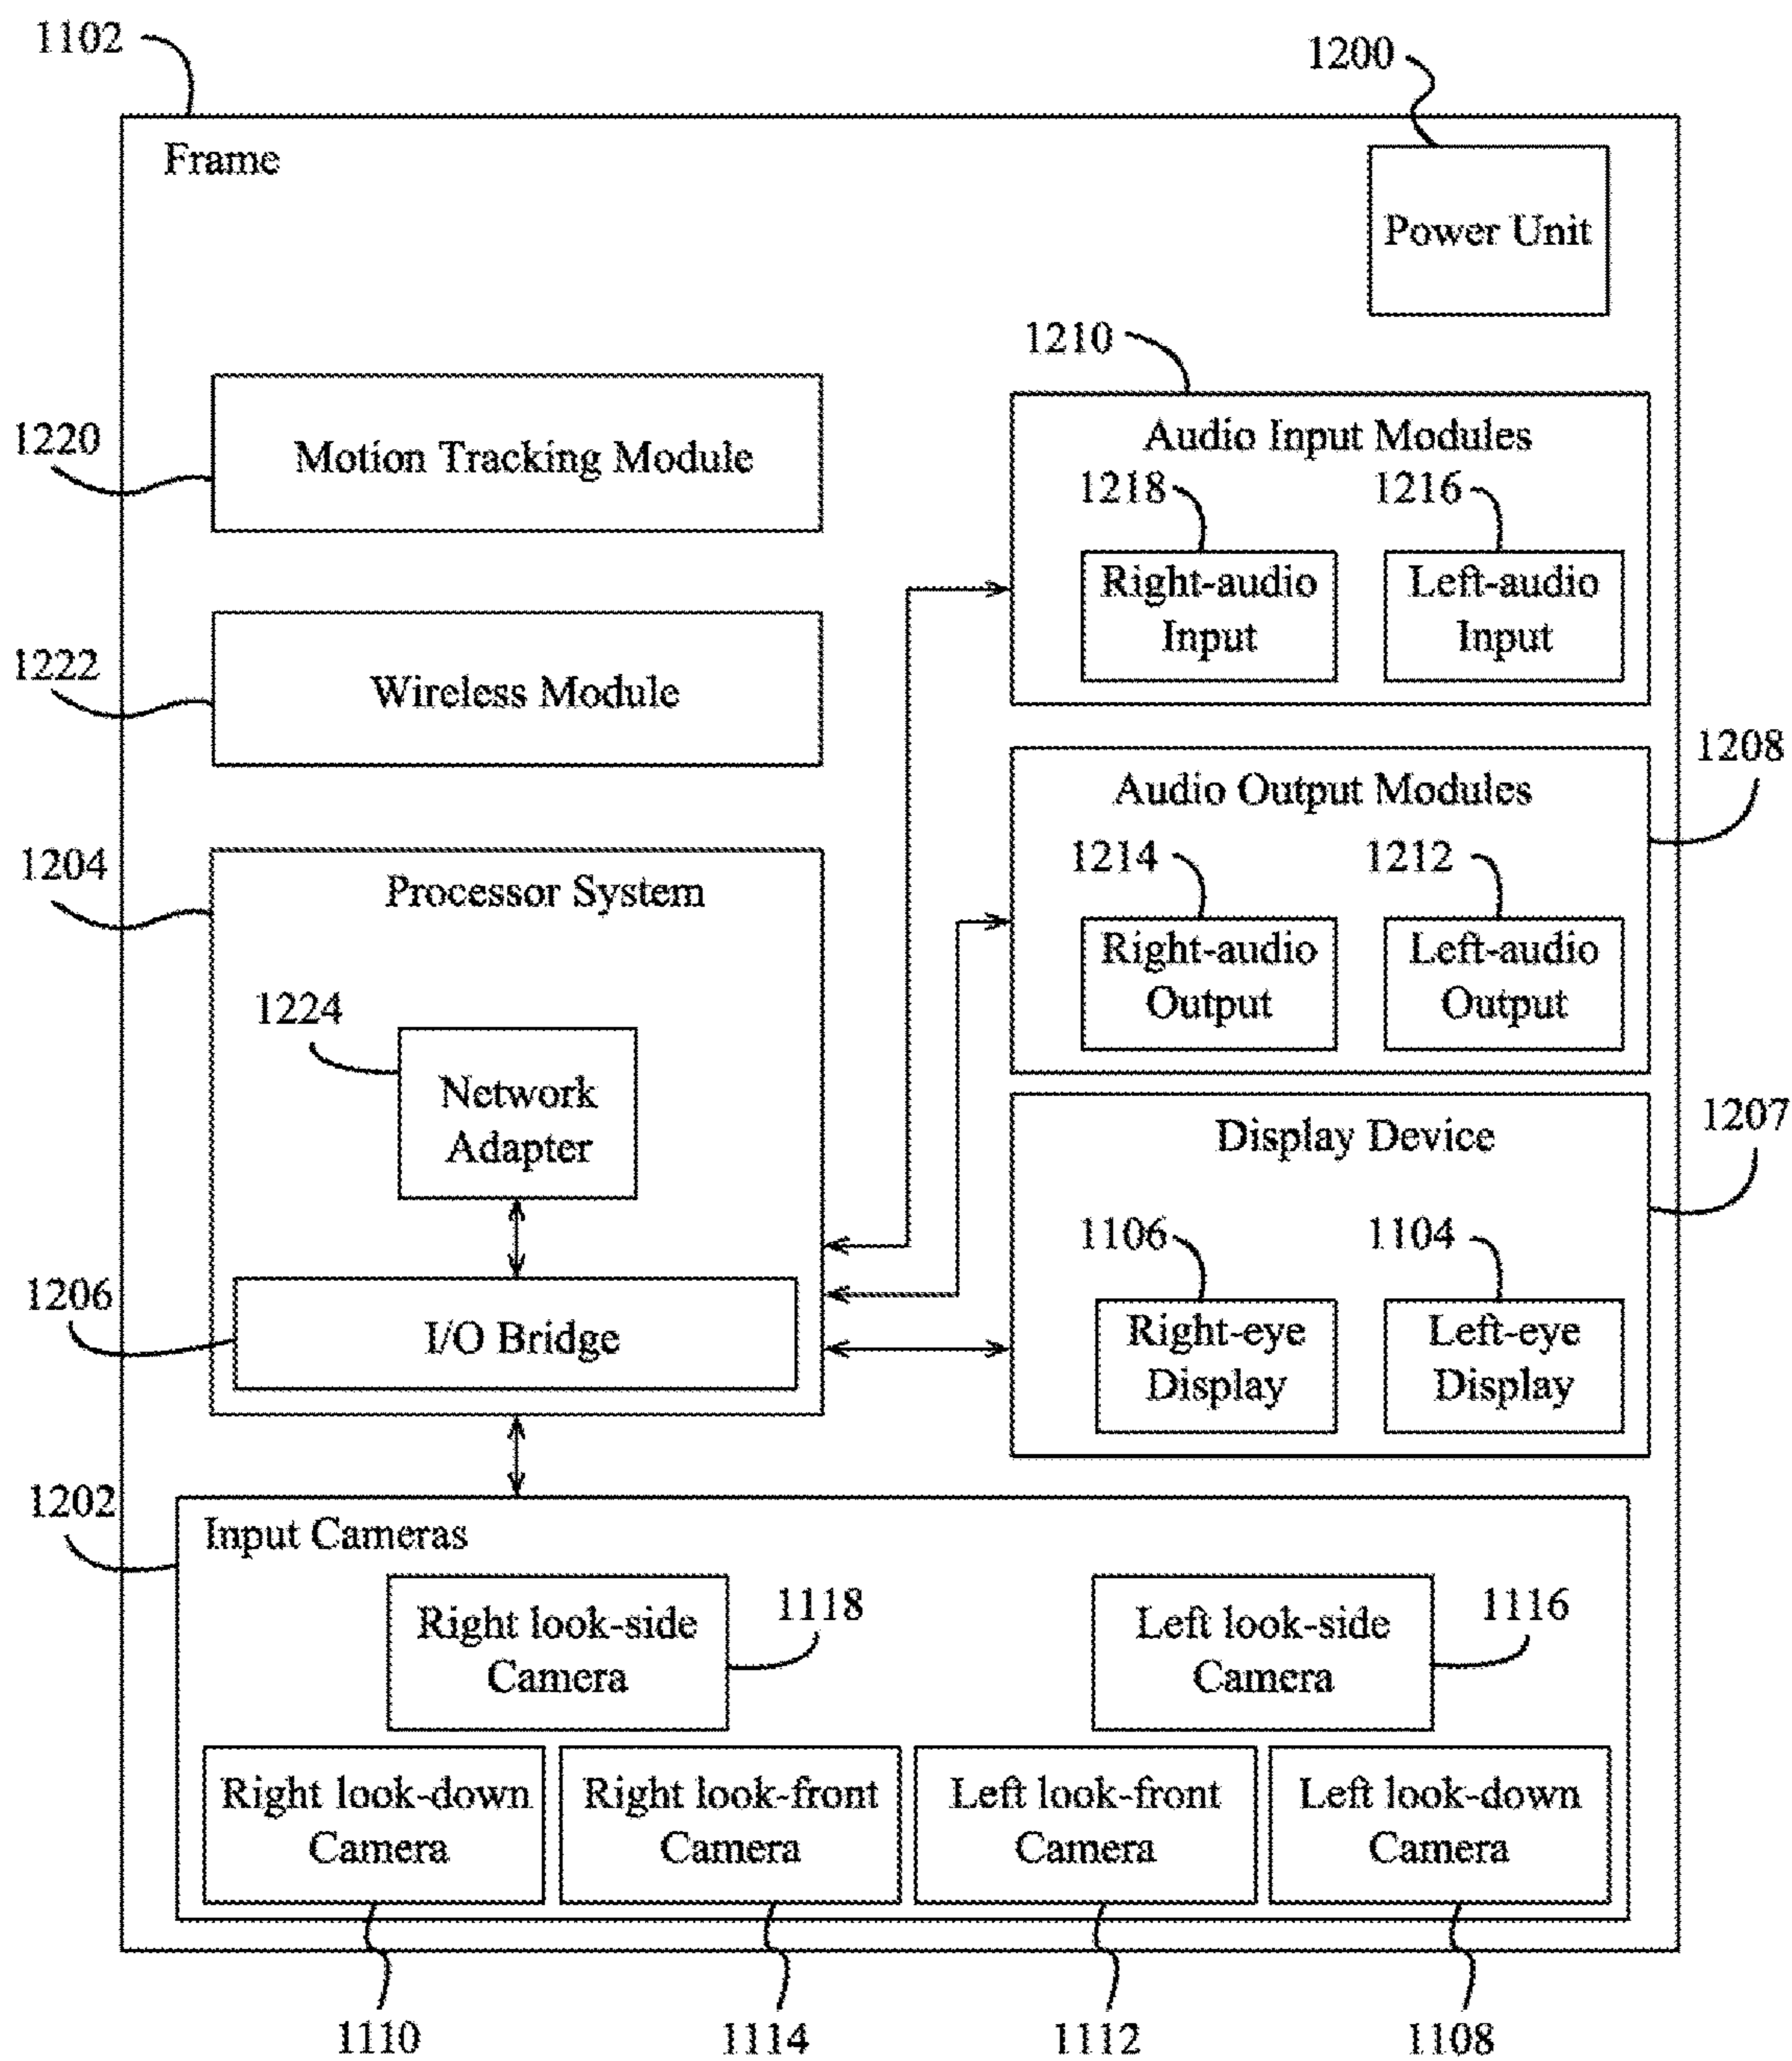 1102
1200
Frame
Power Unit
1210
1220
Motion Tracking Module
Audio Input Modules
1218
1216
Right-audio
Input
Left-audio
Input
1222
Wireless Module
1208
Audio Output Modules
1214
1212
Right-audio
Output
Left-audio
Output
1204
Processor System
1224
Network
Adapter
1207
Display Device
1106
1104
Right-eye
Display
Left-eye
Display
1206
I/O Bridge
1202
Input Cameras
Right look-side
Camera
1118
Left look-side
Camera
1116
Right look-down
Camera
Right look-front
Camera
Left look-front
Camera
Left look-down
Camera
1110
1114
1112
1108